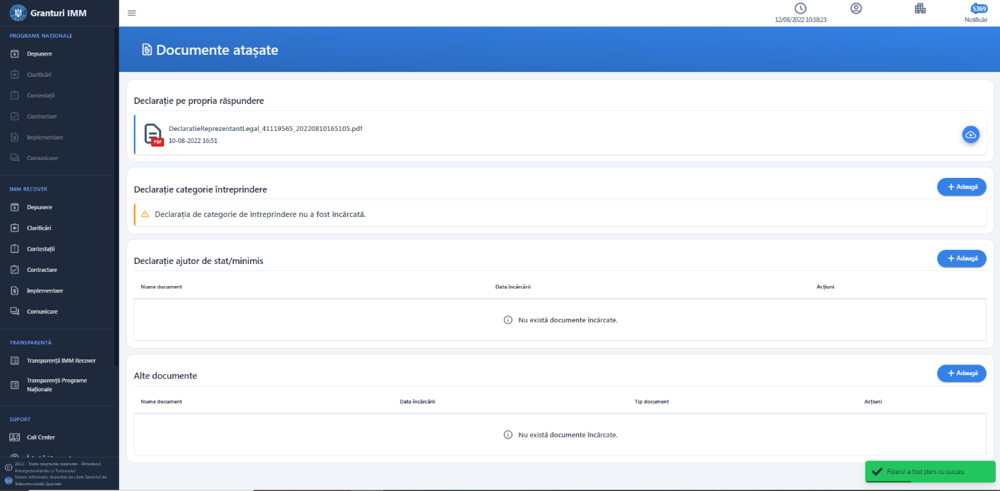 Granturi IMM
12/08/2022 10:38:23
5369
Notificări
PROGRAME NAȚIONALE
Depunere
Clarificări
Contestații
Contractare
Implementare
Comunicare
IMM RECOVER
Depunere
Clarificări
Contestații
Contractare
Implementare
Comunicare
TRANSPARENȚĂ
Transparență IMM Recover
Transparență Programe
Naționale
SUPORT
Call Center
2022 - Toate drepturile rezervate - Ministerul
Antreprenoriatului și Turismului
Sistem informatic dezvoltat de către Serviciul de
Telecomunicații Speciale
Documente atașate
Declarație pe propria răspundere
PDF
DeclaratieReprezentantLegal_41119565_20220810165105.pdf
10-08-2022 16:51
Declarație categorie întreprindere
+ Adaugă
Declarația de categorie de întreprindere nu a fost încărcată.
Declarație ajutor de stat/minimis
+ Adaugă
Nume document Data încărcării Acțiuni
Nu există documente încărcate.
Alte documente
+ Adaugă
Nume document Data încărcării Tip document Acțiuni
Nu există documente încărcate.
Fișierul a fost șters cu succes.